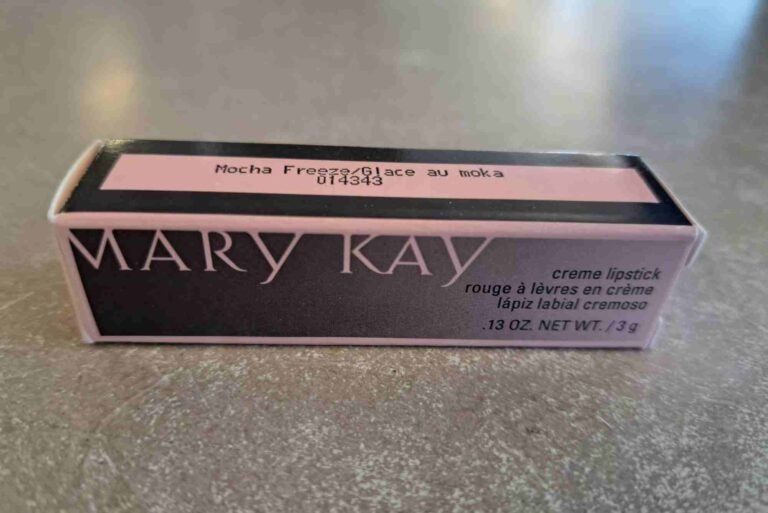 Mocha Freeze/Glace au moka
014343
MARY KAY
creme lipstick
rouge à lèvres en crème
lápiz labial cremoso
.13 OZ. NET WT. / 3 g